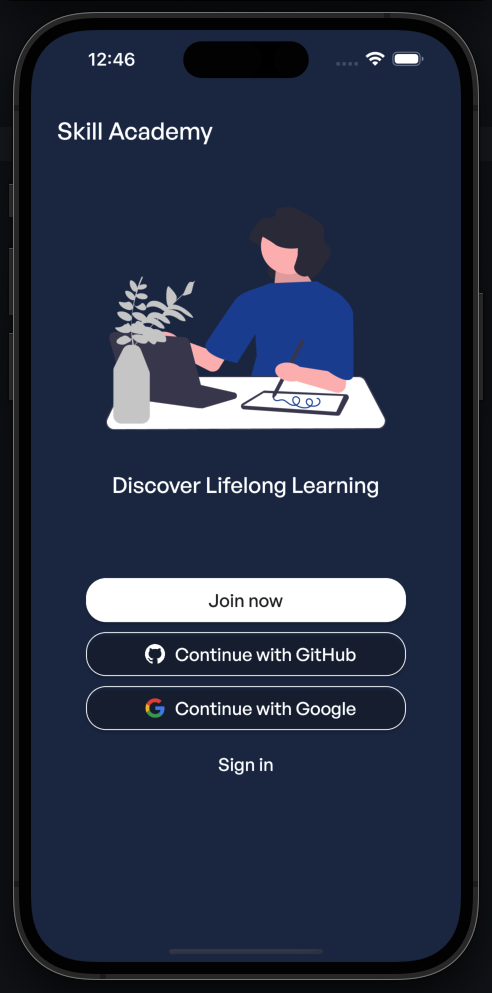 12:46
Skill Academy
Discover Lifelong Learning
Join now
Continue with GitHub
Continue with Google
Sign in